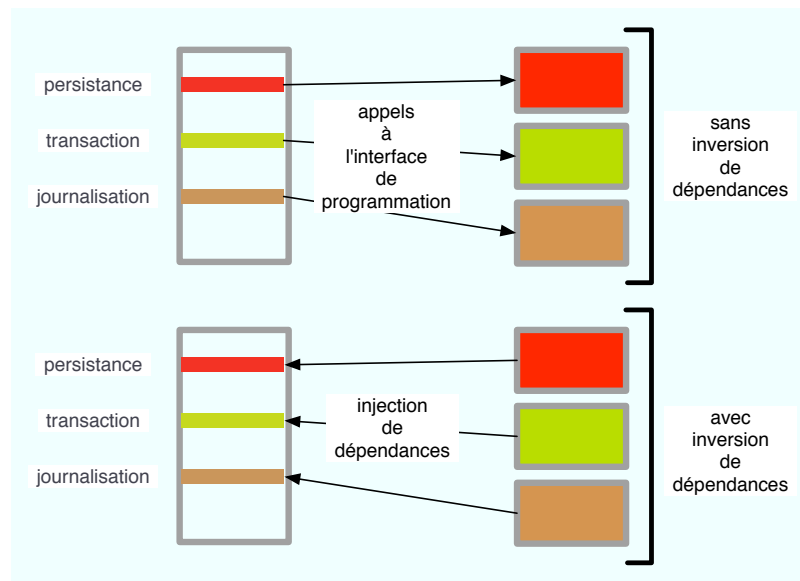 persistance
transaction
journalisation
appels
à
l'interface
de
programmation
sans
inversion
de
dépendances
persistance
transaction
journalisation
injection
de
dépendances
avec
inversion
de
dépendances